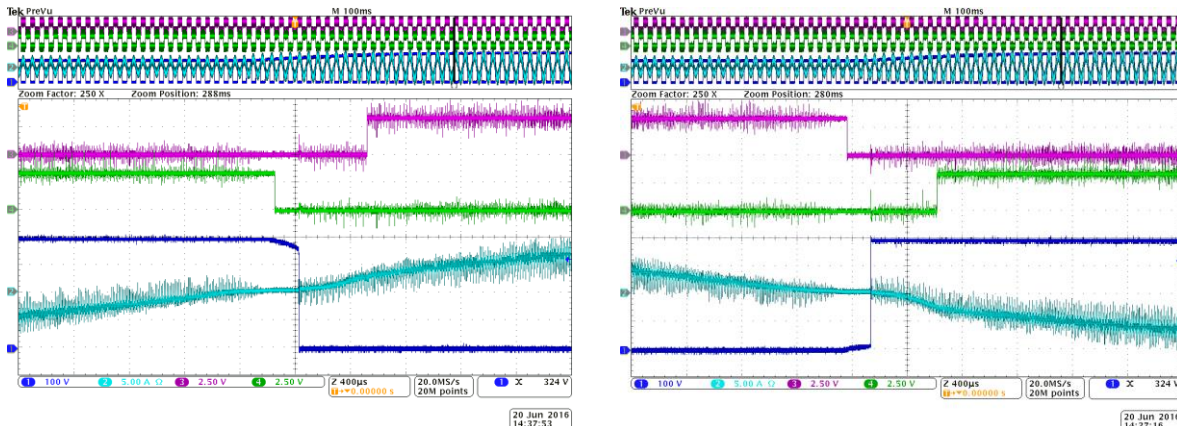 Tek PreVu
M 100ms
Zoom Factor: 250 X
Zoom Position: 288ms
1 100 V
2 5.00 A Ω
3 2.50 V
4 2.50 V
Z 400µs
0.00000 s
20.0MS/s
20M points
1 X 324 V
20 Jun 2016
14:37:53
Tek PreVu
M 100ms
Zoom Factor: 250 X
Zoom Position: 280ms
1 100 V
2 5.00 A Ω
3 2.50 V
4 2.50 V
Z 400µs
0.00000 s
20.0MS/s
20M points
1 X 324 V
20 Jun 2016
14:37:16